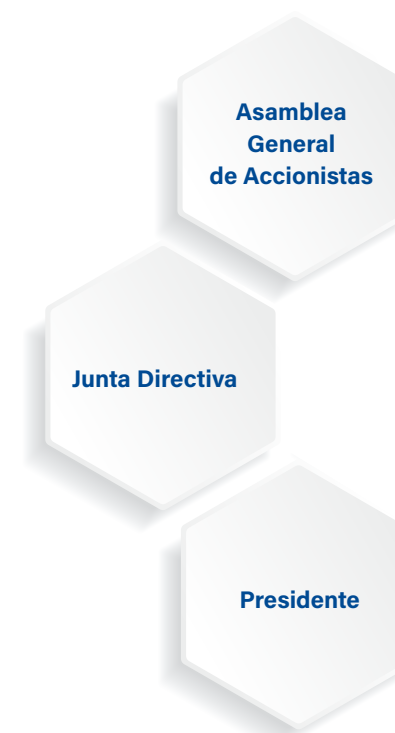 Asamblea
General
de Accionistas
Junta Directiva
Presidente